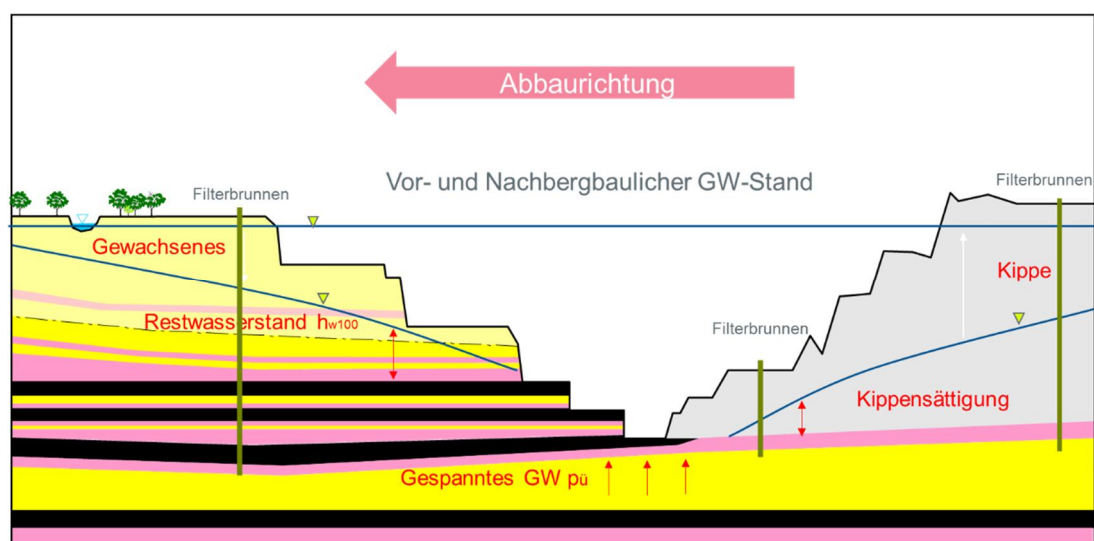 Abbaurichtung
Vor- und Nachbergbaulicher GW-Stand
Filterbrunnen
Filterbrunnen
Gewachsenes
Kippe
Restwasserstand hw100
Filterbrunnen
Kippensättigung
Gespanntes GW pü